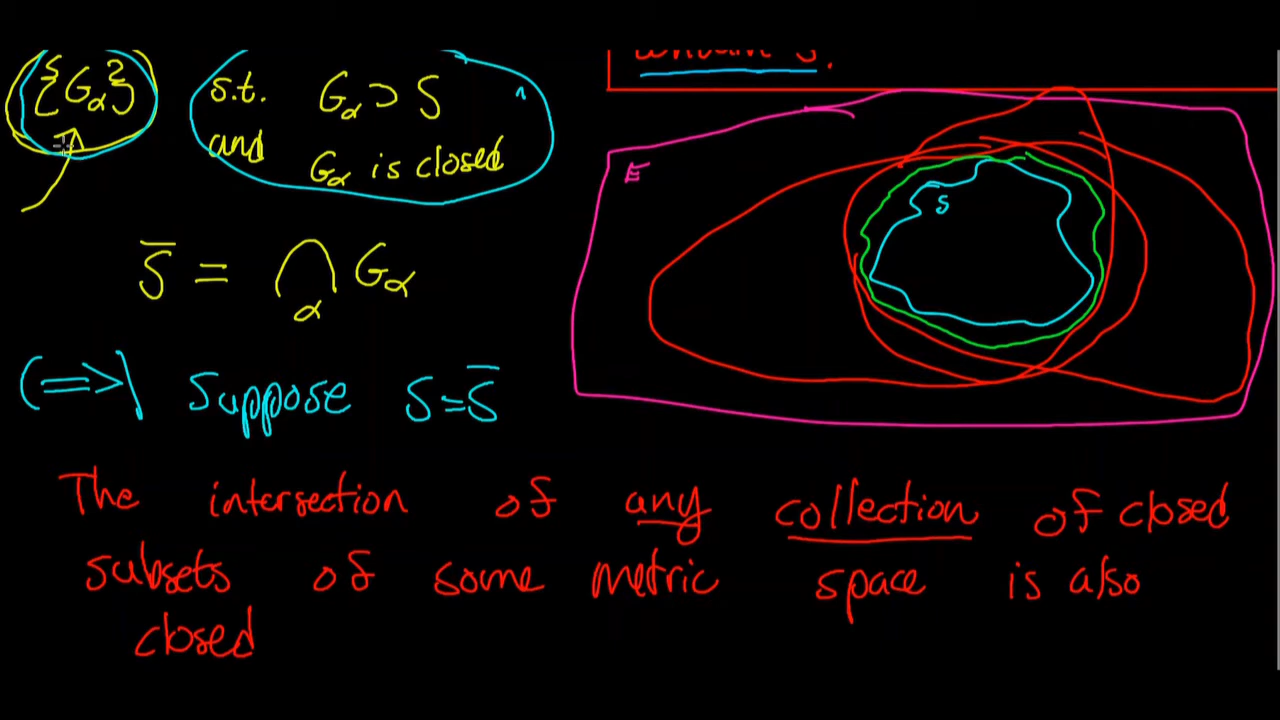 {Gα} s.t. Gα ⊃ S
and Gα is closed
S̅ = ∩ Gα
α
(=>) Suppose S=S̅
The intersection of any collection of closed
subsets of some metric space is also
closed
S.
E
S